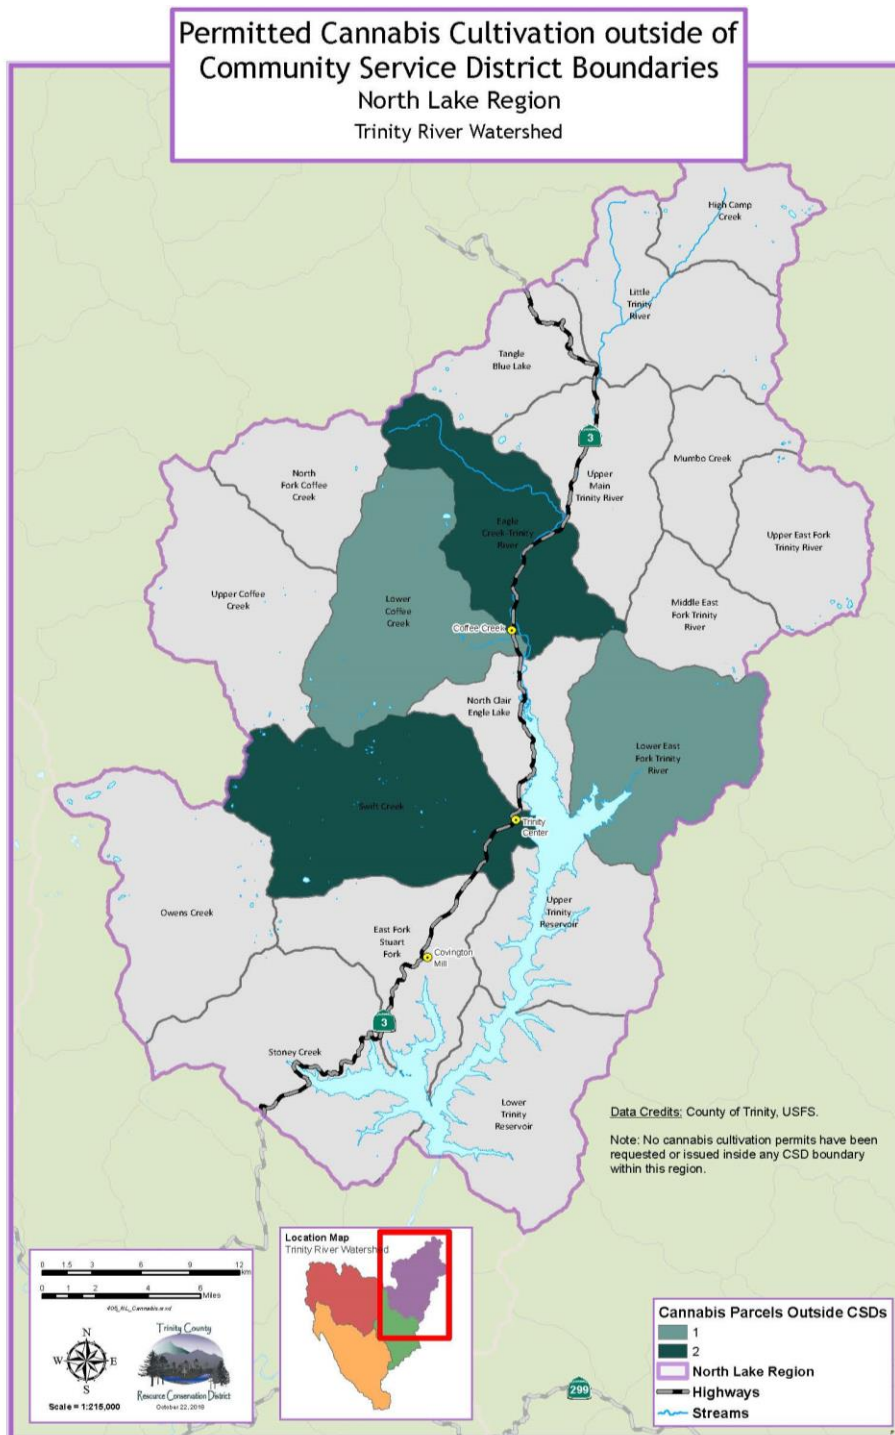 Permitted Cannabis Cultivation outside of
Community Service District Boundaries
North Lake Region
Trinity River Watershed
High Camp
Creek
Little
Trinity
River
Tangle
Blue Lake
3
North
Fork Coffee
Creek
Upper
Main
Trinity River
Mumbo Creek
Eagle
Creek-Trinity
River
Upper East Fork
Trinity River
Upper Coffee
Creek
Lower
Coffee
Creek
Middle East
Fork Trinity
River
Coffee Creek
North Clair
Engle Lake
Lower East
Fork Trinity
River
Swift Creek
Trinity
Center
Owens Creek
Upper
Trinity
Reservoir
East Fork
Stuart
Fork
Covington
Mill
3
Stoney Creek
Lower
Trinity
Reservoir
Data Credits: County of Trinity, USFS.
Note: No cannabis cultivation permits have been
requested or issued inside any CSD boundary
within this region.
0 1.5 3 6 9 12
km
0 1 2 4 6
Miles
405_NL_Cannabis.mxd
N
W E
S
Scale = 1:215,000
Trinity County
Resource Conservation District
October 22, 2018
Location Map
Trinity River Watershed
299
Cannabis Parcels Outside CSDs
1
2
North Lake Region
Highways
Streams